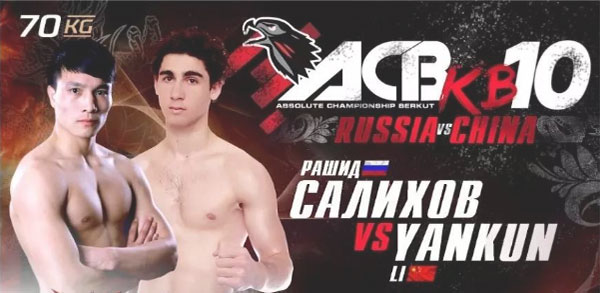 70 KG
ACB KB 10
ABSOLUTE CHAMPIONSHIP BERKUT
RUSSIA VS CHINA
РАШИД
САЛИХОВ
VS YANKUN
LI